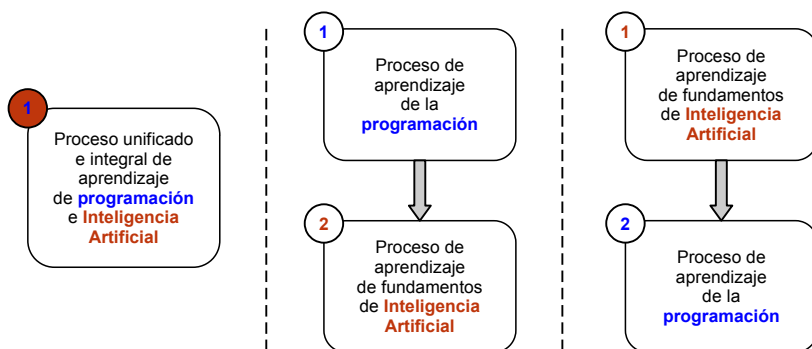 1
Proceso unificado
e integral de
aprendizaje
de programación
e Inteligencia
Artificial
1
Proceso de
aprendizaje
de la
programación
2
Proceso de
aprendizaje
de fundamentos
de Inteligencia
Artificial
1
Proceso de
aprendizaje
de fundamentos
de Inteligencia
Artificial
2
Proceso de
aprendizaje
de la
programación